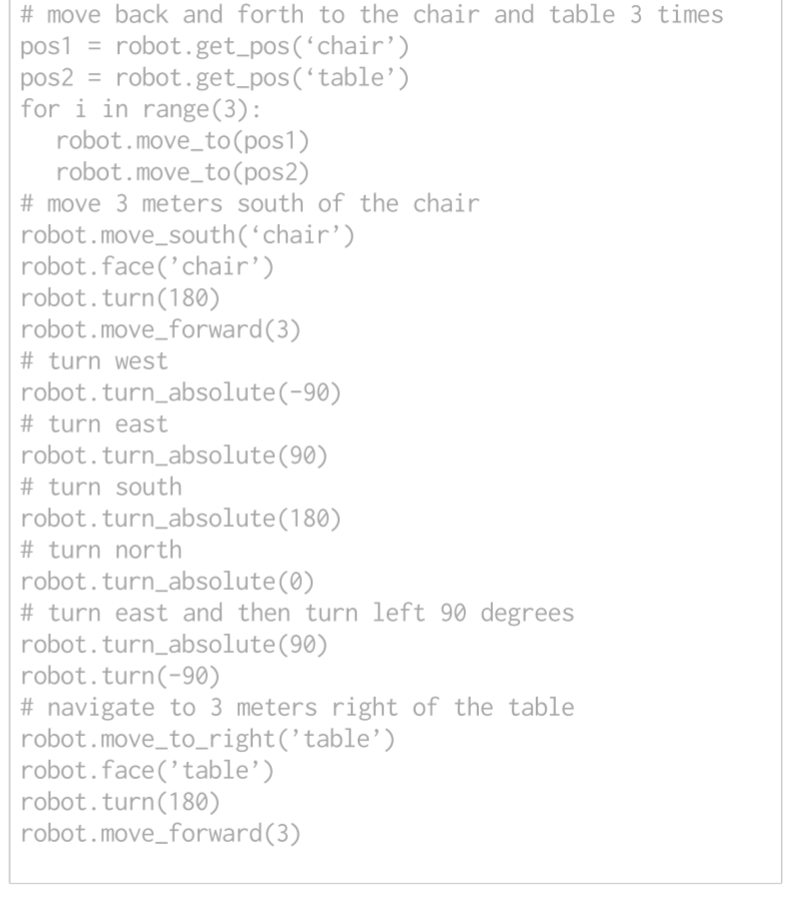 # move back and forth to the chair and table 3 times
pos1 = robot.get_pos(‘chair’)
pos2 = robot.get_pos(‘table’)
for i in range(3):
   robot.move_to(pos1)
   robot.move_to(pos2)
# move 3 meters south of the chair
robot.move_south(‘chair’)
robot.face(’chair’)
robot.turn(180)
robot.move_forward(3)
# turn west
robot.turn_absolute(-90)
# turn east
robot.turn_absolute(90)
# turn south
robot.turn_absolute(180)
# turn north
robot.turn_absolute(0)
# turn east and then turn left 90 degrees
robot.turn_absolute(90)
robot.turn(-90)
# navigate to 3 meters right of the table
robot.move_to_right(’table’)
robot.face(’table’)
robot.turn(180)
robot.move_forward(3)